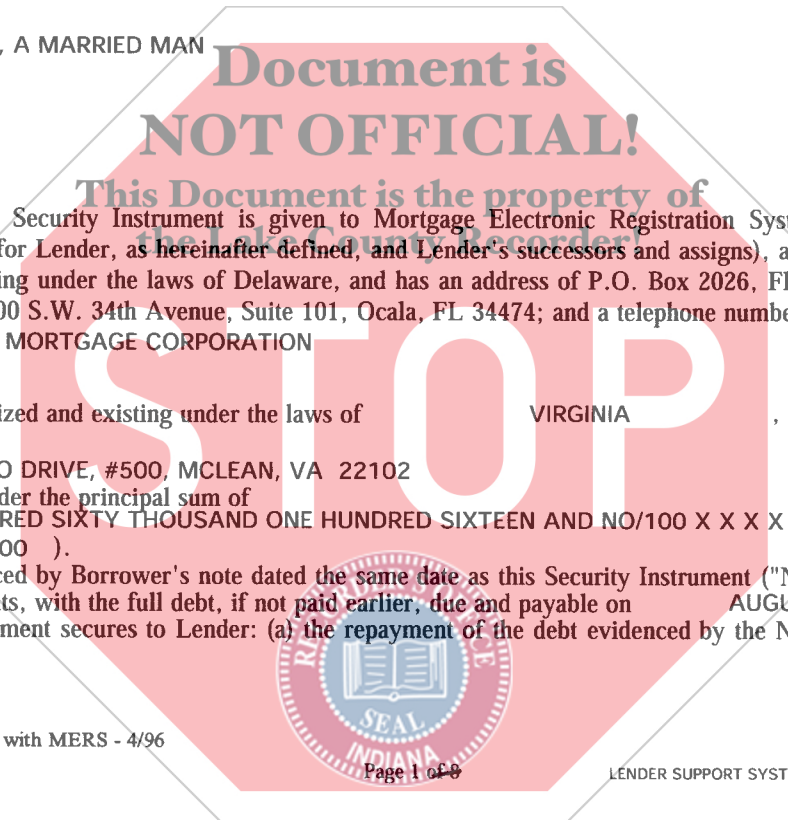 , A MARRIED MAN
Document is
NOT OFFICIAL!
This Document is the property of
the Lake County Recorder!
Security Instrument is given to Mortgage Electronic Registration Sys
for Lender, as hereinafter defined, and Lender's successors and assigns), a
ing under the laws of Delaware, and has an address of P.O. Box 2026, Fl
00 S.W. 34th Avenue, Suite 101, Ocala, FL 34474; and a telephone numbe
MORTGAGE CORPORATION
STOP
ized and existing under the laws of VIRGINIA ,
O DRIVE, #500, MCLEAN, VA 22102
der the principal sum of
RED SIXTY THOUSAND ONE HUNDRED SIXTEEN AND NO/100 X X X X
00 ).
ced by Borrower's note dated the same date as this Security Instrument ("N
ts, with the full debt, if not paid earlier, due and payable on AUGU
ment secures to Lender: (a) the repayment of the debt evidenced by the N
RECORDER'S OFFICE
SEAL
INDIANA
with MERS - 4/96
Page 1 of 8
LENDER SUPPORT SYST